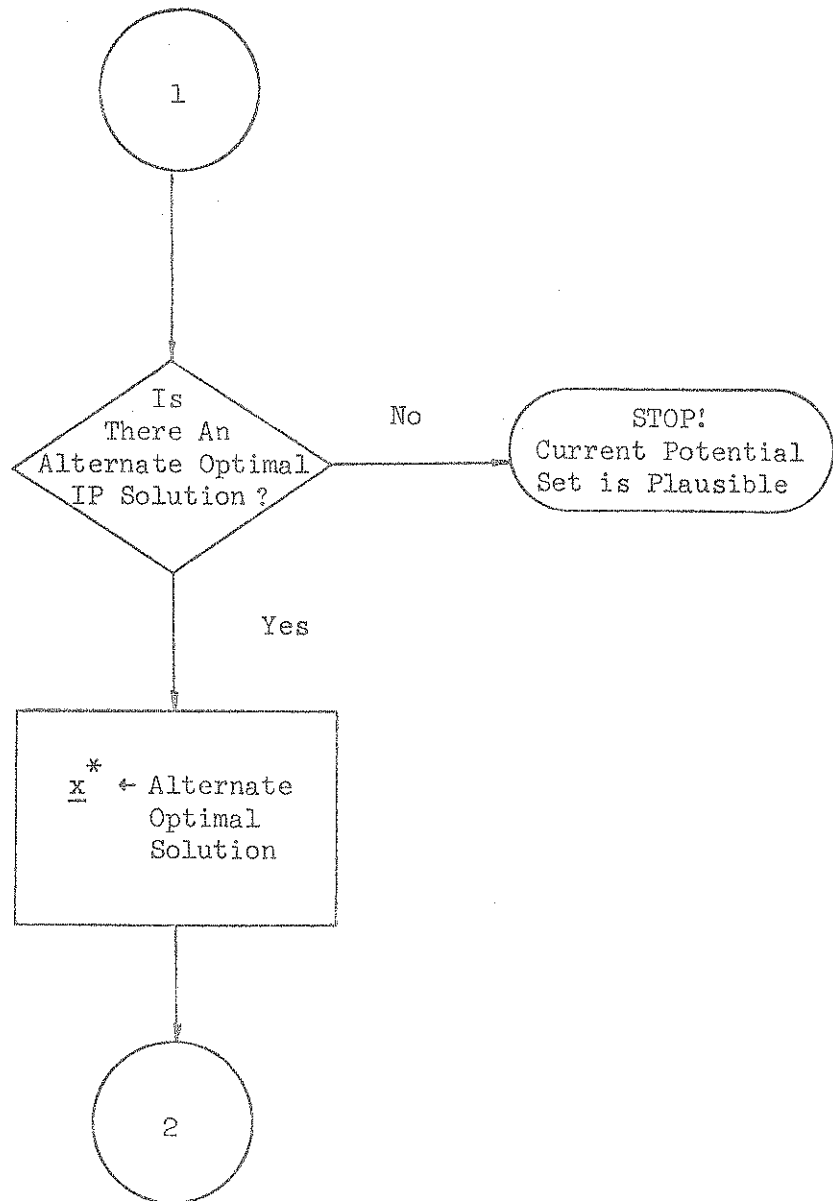 1
Is
There An
Alternate Optimal
IP Solution ?
No
STOP!
Current Potential
Set is Plausible
Yes
x* ← Alternate
Optimal
Solution
2